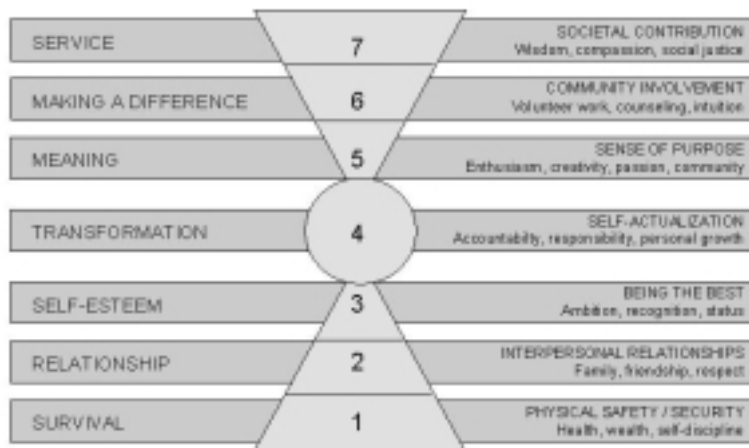 SERVICE
7
SOCIETAL CONTRIBUTION
Wisdom, compassion, social justice
MAKING A DIFFERENCE
6
COMMUNITY INVOLVEMENT
Volunteer work, counseling, intuition
MEANING
5
SENSE OF PURPOSE
Enthusiasm, creativity, passion, community
TRANSFORMATION
4
SELF-ACTUALIZATION
Accountabilty, responsibility, personal growth
SELF-ESTEEM
3
BEING THE BEST
Ambition, recognition, status
RELATIONSHIP
2
INTERPERSONAL RELATIONSHIPS
Family, friendship, respect
SURVIVAL
1
PHYSICAL SAFETY / SECURITY
Health, wealth, self-discipline